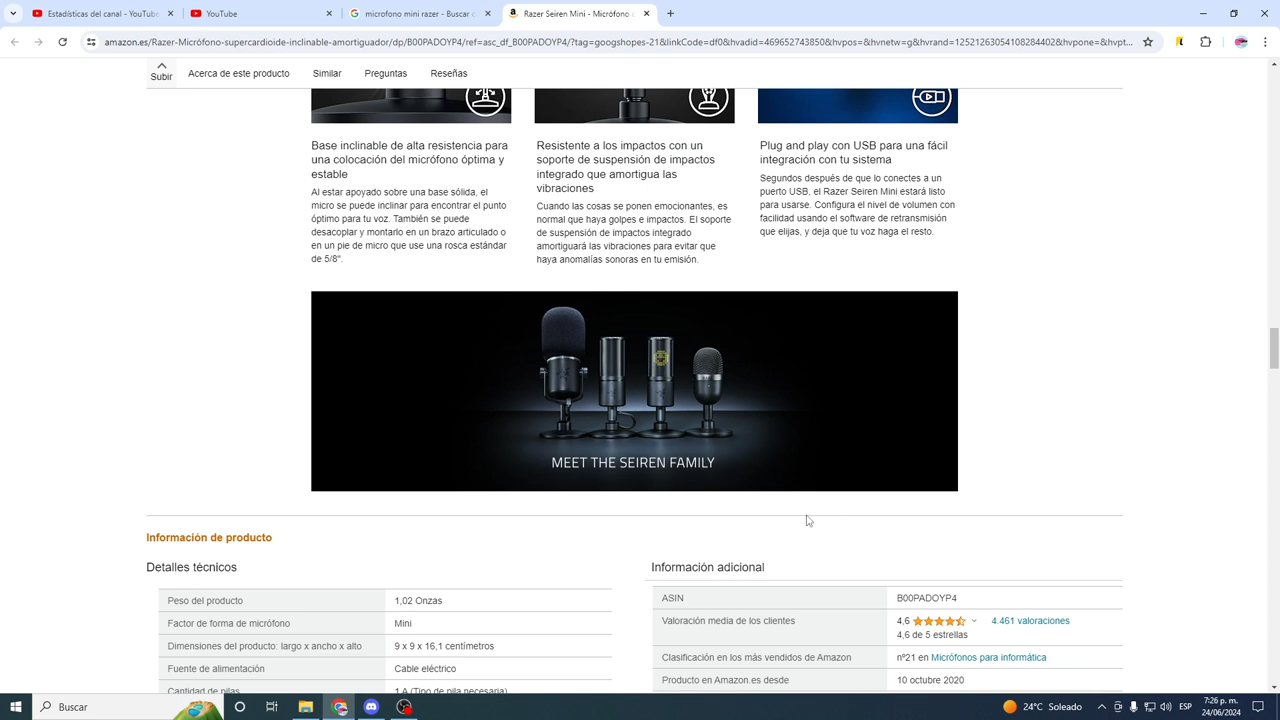 Estadísticas del canal - YouTube
YouTube
microfono mini razer - Buscar
Razer Seiren Mini - Micrófono
amazon.es/Razer-Micrófono-supercardioide-inclinable-amortiguador/dp/B00PADOYP4/ref=asc_df_B00PADOYP4/?tag=googshopes-21&linkCode=df0&hvadid=469652743850&hvpos=&hvnetw=g&hvrand=12521263054108284402&hvpone=&hvpt...
Subir
Acerca de este producto
Similar
Preguntas
Reseñas
Base inclinable de alta resistencia para
una colocación del micrófono óptima y
estable
Al estar apoyado sobre una base sólida, el
micro se puede inclinar para encontrar el punto
óptimo para tu voz. También se puede
desacoplar y montarlo en un brazo articulado o
en un pie de micro que use una rosca estándar
de 5/8".
Resistente a los impactos con un
soporte de suspensión de impactos
integrado que amortigua las
vibraciones
Cuando las cosas se ponen emocionantes, es
normal que haya golpes e impactos. El soporte
de suspensión de impactos integrado
amortiguará las vibraciones para evitar que
haya anomalías sonoras en tu emisión.
Plug and play con USB para una fácil
integración con tu sistema
Segundos después de que lo conectes a un
puerto USB, el Razer Seiren Mini estará listo
para usarse. Configura el nivel de volumen con
facilidad usando el software de retransmisión
que elijas, y deja que tu voz haga el resto.
MEET THE SEIREN FAMILY
Información de producto
Detalles técnicos
Peso del producto 1,02 Onzas
Factor de forma de micrófono Mini
Dimensiones del producto: largo x ancho x alto 9 x 9 x 16,1 centímetros
Fuente de alimentación Cable eléctrico
Cantidad de pilas 1 A (Tipo de pila necesaria)
Información adicional
ASIN B00PADOYP4
Valoración media de los clientes 4,6 4.461 valoraciones
4,6 de 5 estrellas
Clasificación en los más vendidos de Amazon nº21 en Micrófonos para informática
Producto en Amazon.es desde 10 octubre 2020
Buscar
24°C Soleado
ESP
7:26 p. m.
24/06/2024